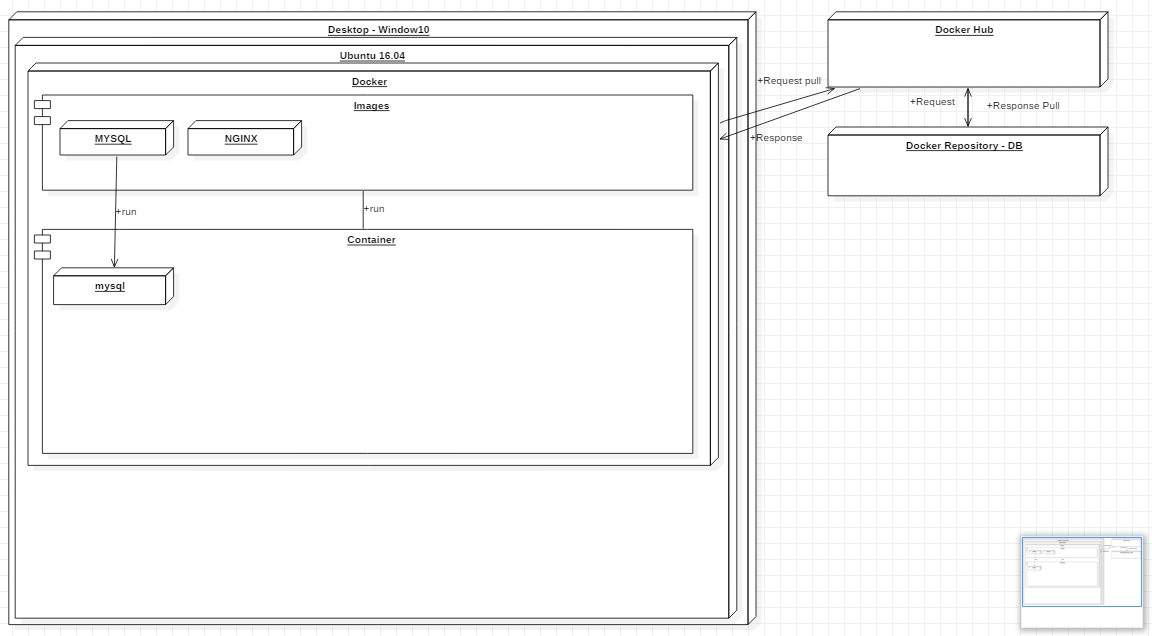 Desktop - Window10
Ubuntu 16.04
Docker
Images
MYSQL
NGINX
+run
+run
Container
mysql
+Request pull
+Response
Docker Hub
+Request
+Response Pull
Docker Repository - DB